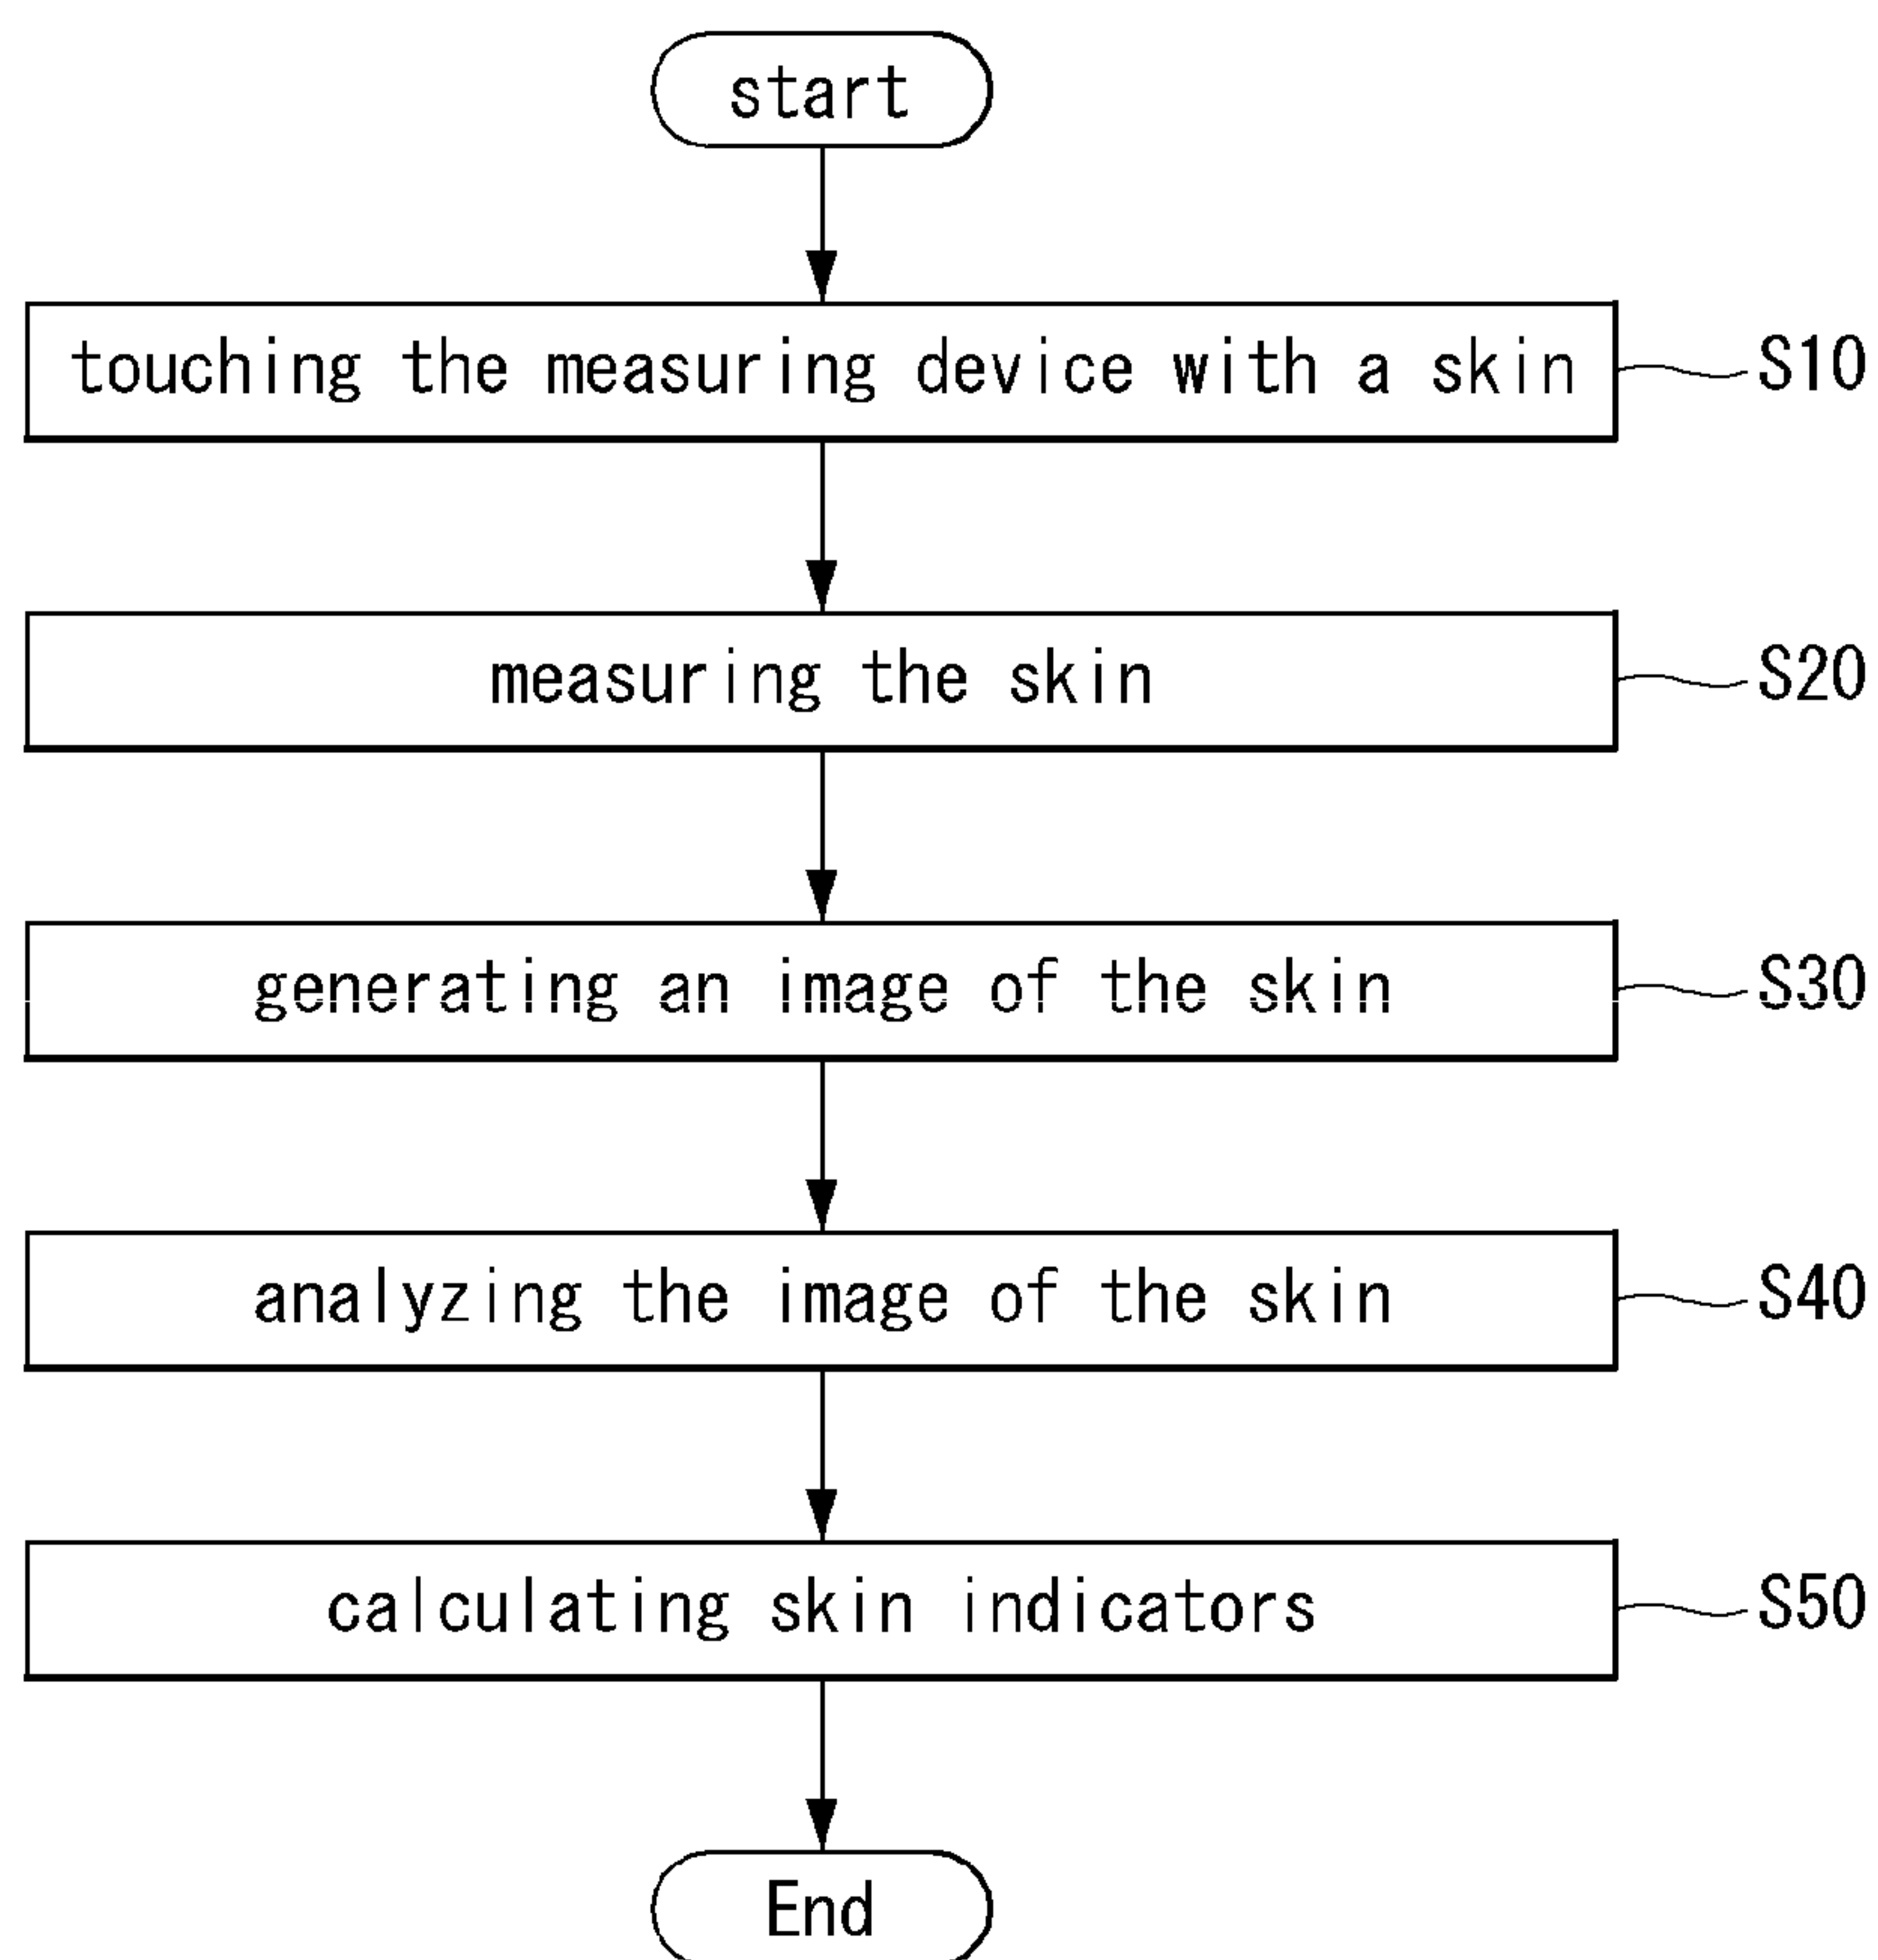 start
touching the measuring device with a skin S10
measuring the skin S20
generating an image of the skin S30
analyzing the image of the skin S40
calculating skin indicators S50
End